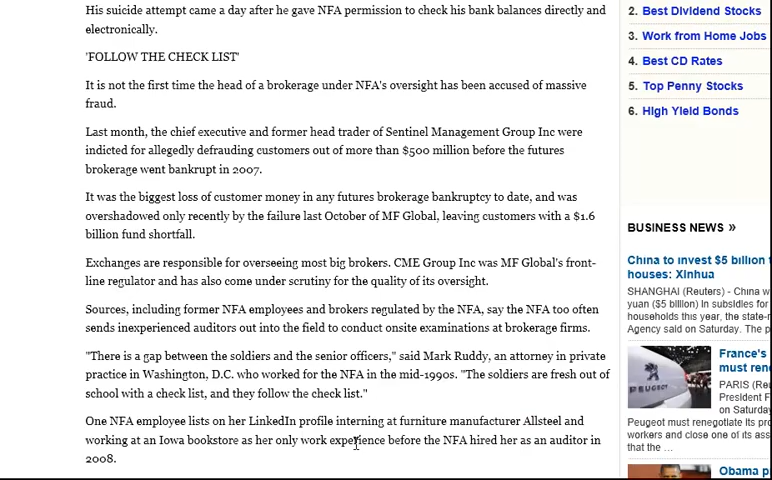 His suicide attempt came a day after he gave NFA permission to check his bank balances directly and
electronically.
'FOLLOW THE CHECK LIST'
It is not the first time the head of a brokerage under NFA's oversight has been accused of massive
fraud.
Last month, the chief executive and former head trader of Sentinel Management Group Inc were
indicted for allegedly defrauding customers out of more than $500 million before the futures
brokerage went bankrupt in 2007.
It was the biggest loss of customer money in any futures brokerage bankruptcy to date, and was
overshadowed only recently by the failure last October of MF Global, leaving customers with a $1.6
billion fund shortfall.
Exchanges are responsible for overseeing most big brokers. CME Group Inc was MF Global's front-
line regulator and has also come under scrutiny for the quality of its oversight.
Sources, including former NFA employees and brokers regulated by the NFA, say the NFA too often
sends inexperienced auditors out into the field to conduct onsite examinations at brokerage firms.
"There is a gap between the soldiers and the senior officers," said Mark Ruddy, an attorney in private
practice in Washington, D.C. who worked for the NFA in the mid-1990s. "The soldiers are fresh out of
school with a check list, and they follow the check list."
One NFA employee lists on her LinkedIn profile interning at furniture manufacturer Allsteel and
working at an Iowa bookstore as her only work experience before the NFA hired her as an auditor in
2008.
2. Best Dividend Stocks
3. Work from Home Jobs
4. Best CD Rates
5. Top Penny Stocks
6. High Yield Bonds
BUSINESS NEWS »
China to invest $5 billion
houses: Xinhua
SHANGHAI (Reuters) - China w
yuan ($5 billion) in subsidies for
households this year, the state-r
Agency said on Saturday. The p
France's
must ren
PEUGEOT
PARIS (Re
President F
on Saturday
Peugeot must renegotiate its pro
workers and close one of its ass
that the ...
Obama p